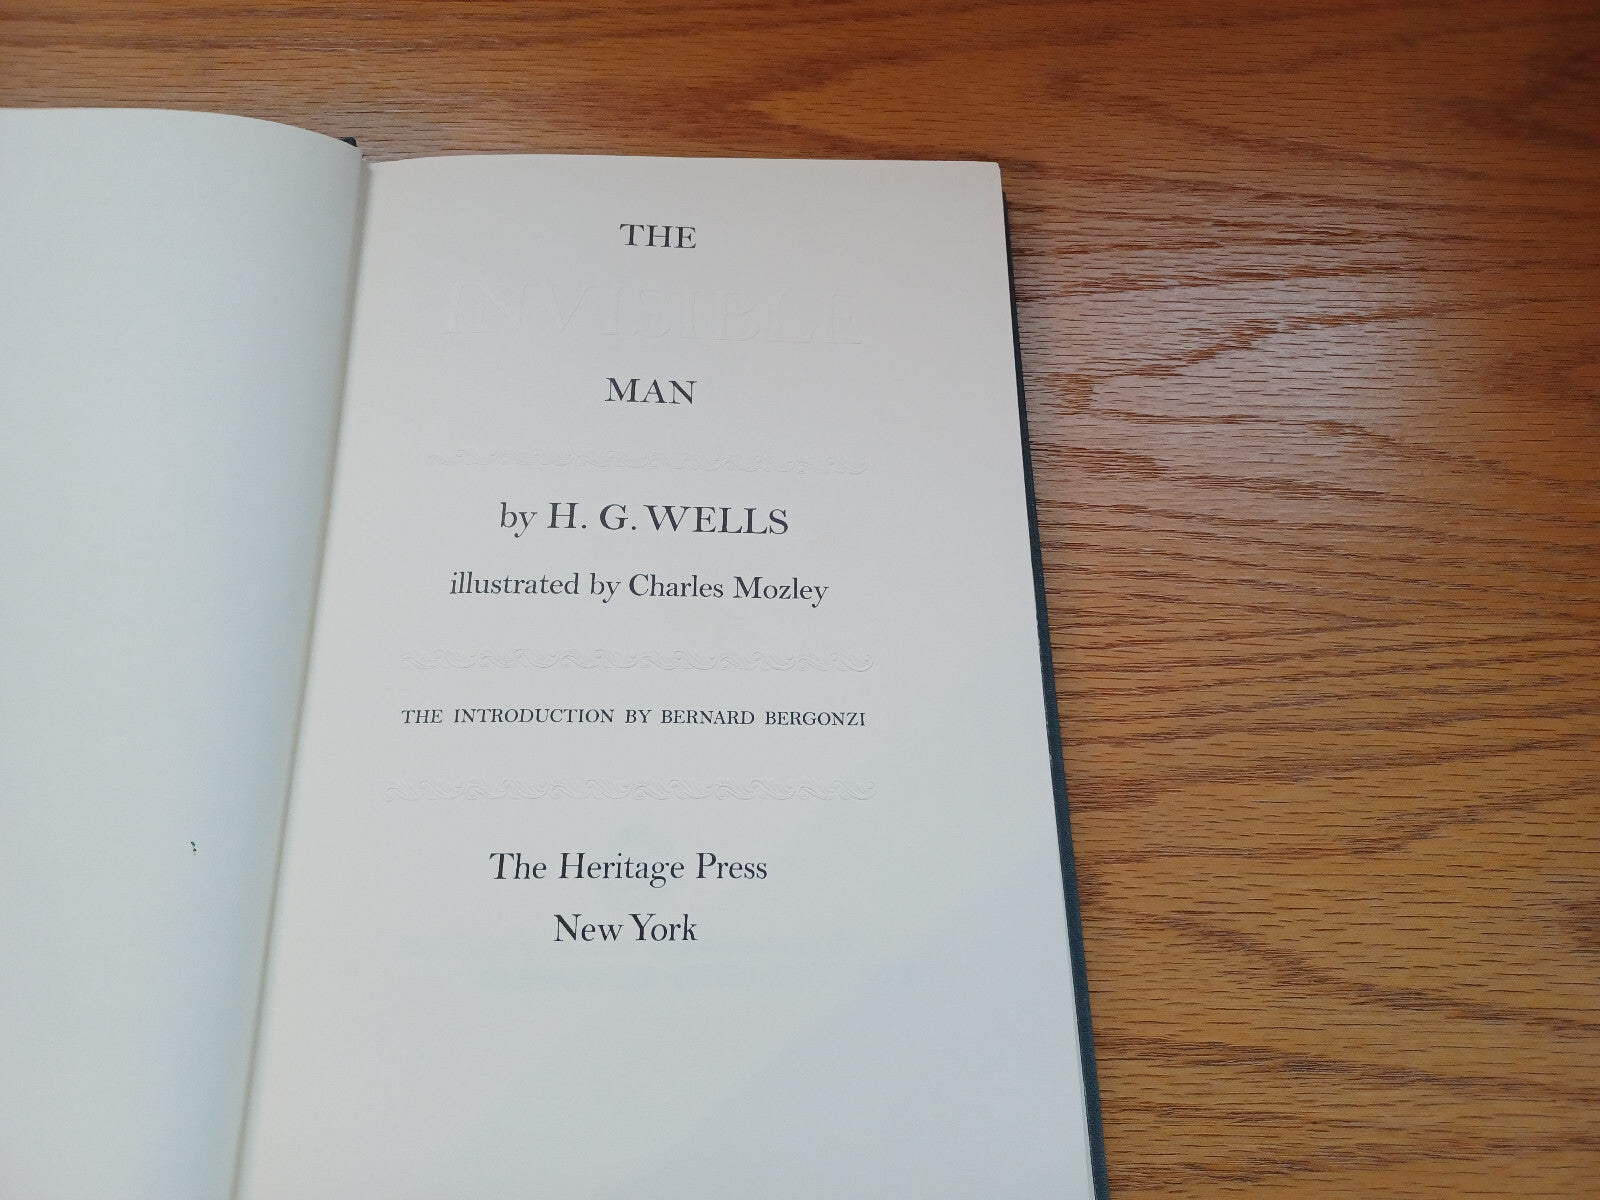 THE
INVISIBLE
MAN
by H. G. WELLS
illustrated by Charles Mozley
THE INTRODUCTION BY BERNARD BERGONZI
The Heritage Press
New York